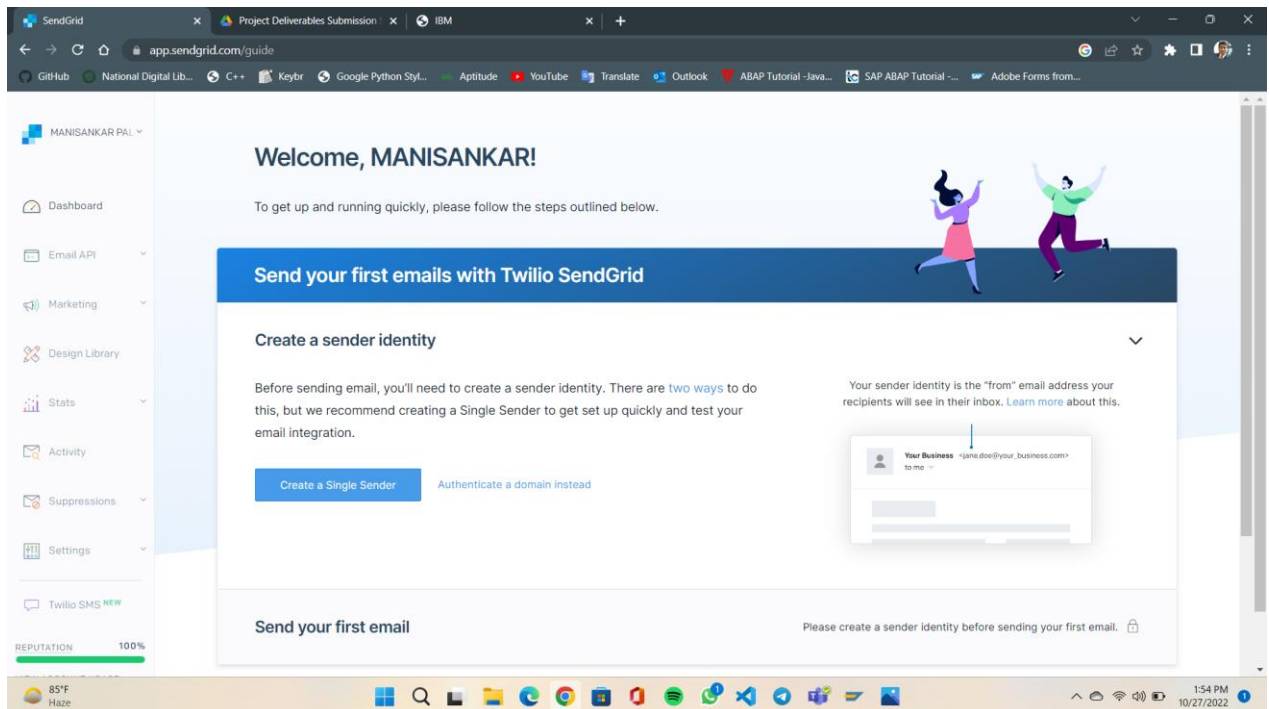 SendGrid
Project Deliverables Submission
IBM
app.sendgrid.com/guide
GitHub National Digital Lib... C++ Keybr Google Python Styl... Aptitude YouTube Translate Outlook ABAP Tutorial -Java... SAP ABAP Tutorial -... Adobe Forms from...
MANISANKAR PAL
Dashboard
Email API
Marketing
Design Library
Stats
Activity
Suppressions
Settings
Twilio SMS NEW
REPUTATION 100%
Welcome, MANISANKAR!
To get up and running quickly, please follow the steps outlined below.
Send your first emails with Twilio SendGrid
Create a sender identity
Before sending email, you'll need to create a sender identity. There are two ways to do
this, but we recommend creating a Single Sender to get set up quickly and test your
email integration.
Create a Single Sender Authenticate a domain instead
Your sender identity is the "from" email address your
recipients will see in their inbox. Learn more about this.
Your Business <jane.doe@your_business.com>
to me
Send your first email
Please create a sender identity before sending your first email.
85°F
Haze
1:54 PM
10/27/2022
1